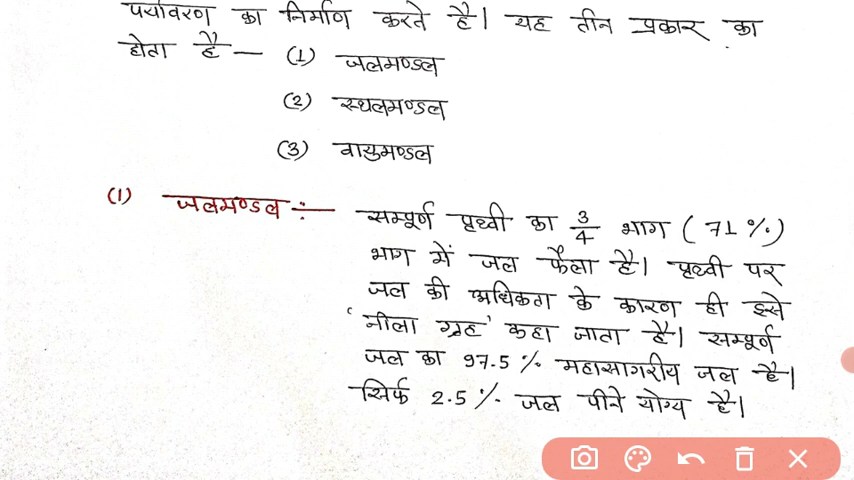 पर्यावरण का निर्माण करते है। यह तीन प्रकार का
होता है — (1) जलमण्डल
(2) स्थलमण्डल
(3) वायुमण्डल
(1) जलमण्डल ÷— सम्पूर्ण पृथ्वी का 3/4 भाग ( 71 %)
भाग में जल फैला है। पृथ्वी पर
जल की अधिकता के कारण ही इसे
'नीला ग्रह' कहा जाता है। सम्पूर्ण
जल का 97.5 % महासागरीय जल है।
सिर्फ 2.5 % जल पीने योग्य है।